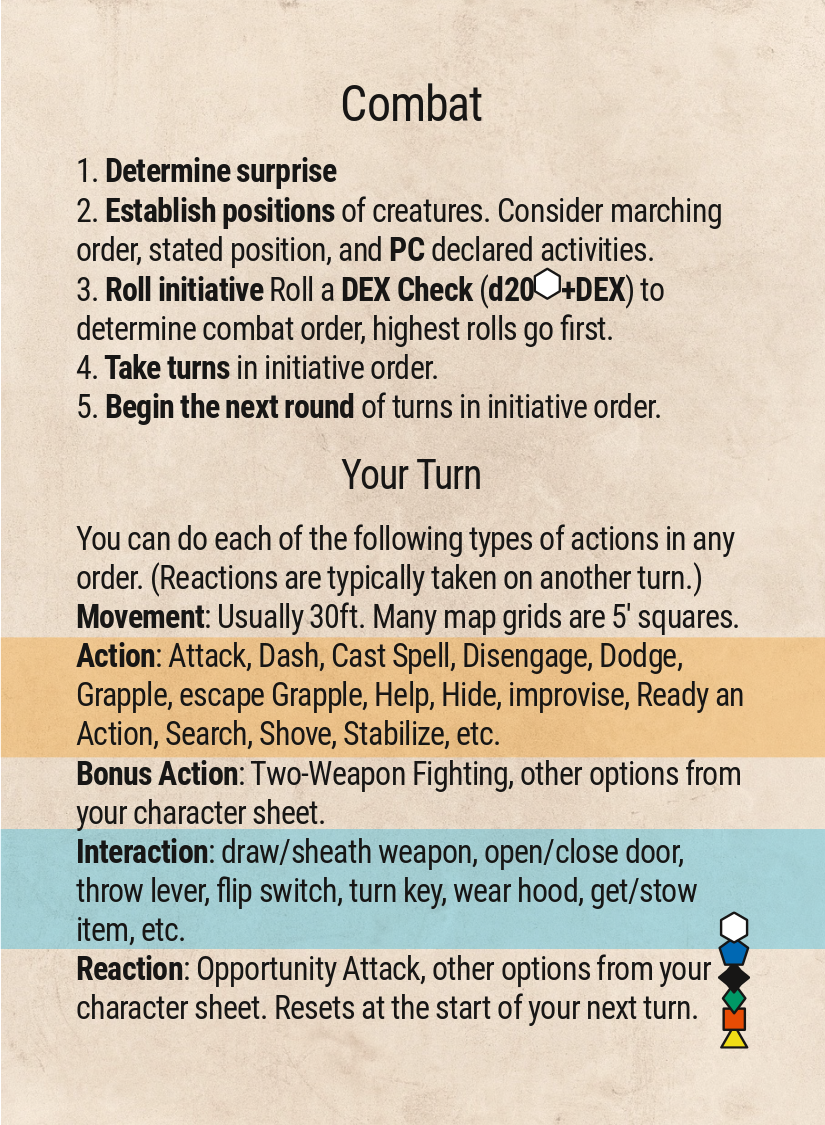 Combat
1. Determine surprise
2. Establish positions of creatures. Consider marching
order, stated position, and PC declared activities.
3. Roll initiative Roll a DEX Check (d20+DEX) to
determine combat order, highest rolls go first.
4. Take turns in initiative order.
5. Begin the next round of turns in initiative order.
Your Turn
You can do each of the following types of actions in any
order. (Reactions are typically taken on another turn.)
Movement: Usually 30ft. Many map grids are 5' squares.
Action: Attack, Dash, Cast Spell, Disengage, Dodge,
Grapple, escape Grapple, Help, Hide, improvise, Ready an
Action, Search, Shove, Stabilize, etc.
Bonus Action: Two-Weapon Fighting, other options from
your character sheet.
Interaction: draw/sheath weapon, open/close door,
throw lever, flip switch, turn key, wear hood, get/stow
item, etc.
Reaction: Opportunity Attack, other options from your
character sheet. Resets at the start of your next turn.